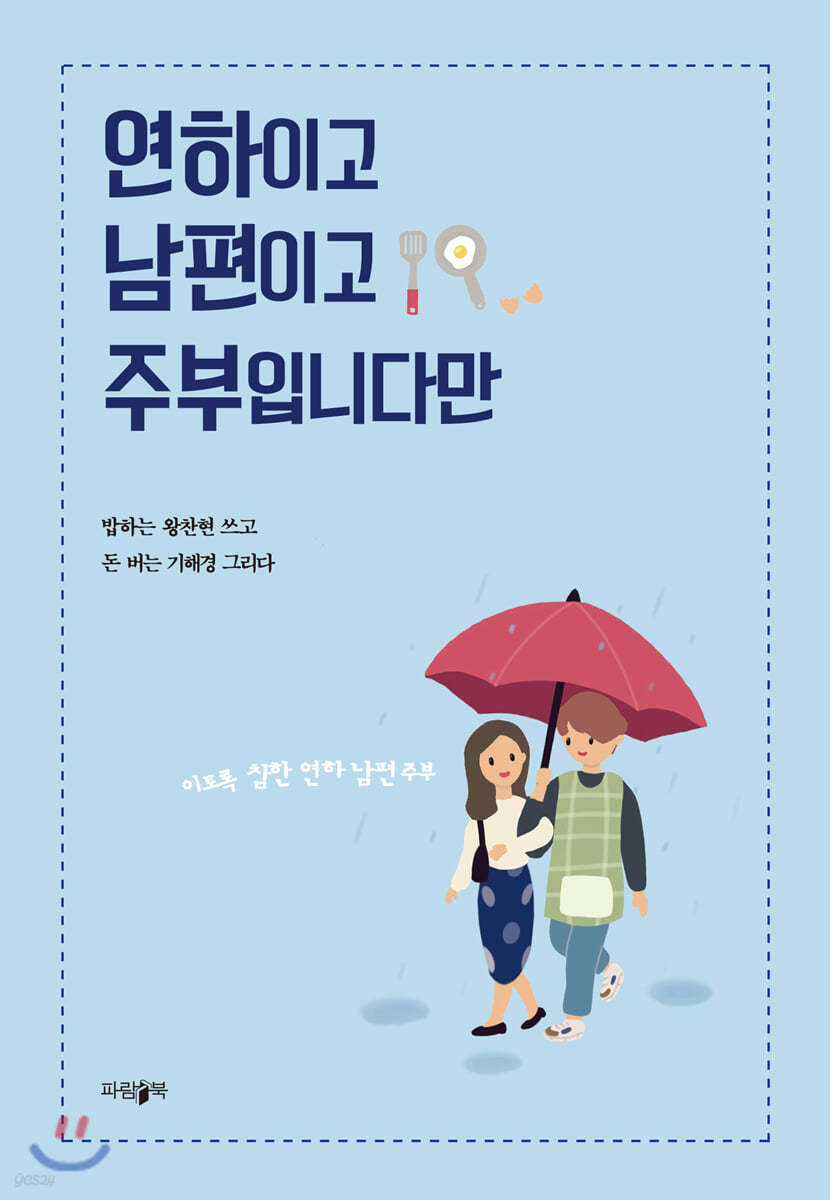 연하이고
남편이고
주부입니다만
밥하는 왕찬현 쓰고
돈 버는 기해경 그리다
이토록 참한 연하 남편 주부
파람북
yes24